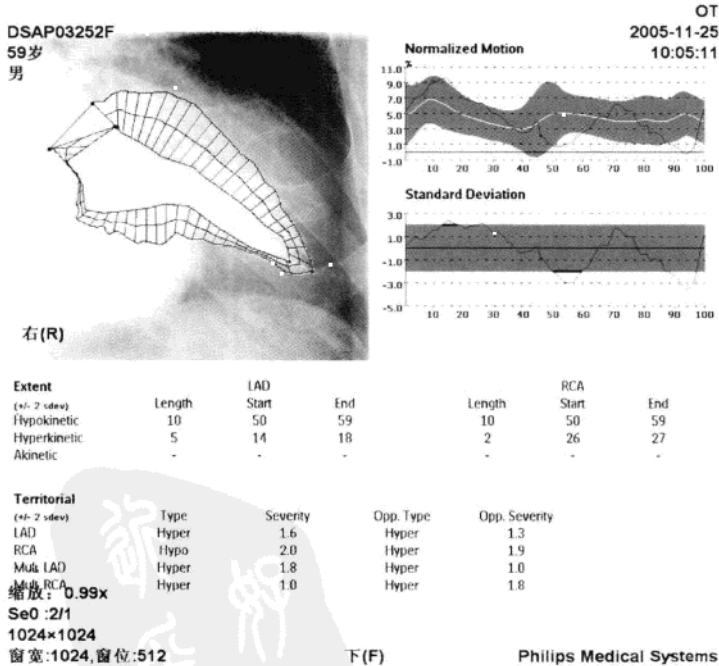 OT
DSAP03252F
2005-11-25
59岁
10:05:11
男
Normalized Motion
%
11.0
9.0
7.0
5.0
3.0
1.0
-1.0
10 20 30 40 50 60 70 80 90 100
Standard Deviation
3.0
1.0
-1.0
-3.0
-5.0
10 20 30 40 50 60 70 80 90 100
右(R)
Extent LAD RCA
(+/- 2 sdev) Length Start End Length Start End
Hypokinetic 10 50 59 10 50 59
Hyperkinetic 5 14 18 2 26 27
Akinetic - - - - - -
Territorial
(+/- 2 sdev) Type Severity Opp. Type Opp. Severity
LAD Hyper 1.6 Hyper 1.3
RCA Hypo 2.0 Hyper 1.9
Mult. LAD Hyper 1.8 Hyper 1.0
Mult. RCA Hyper 1.0 Hyper 1.8
缩放: 0.99x
Se0 :2/1
1024×1024
窗宽:1024,窗位:512
下(F)
Philips Medical Systems